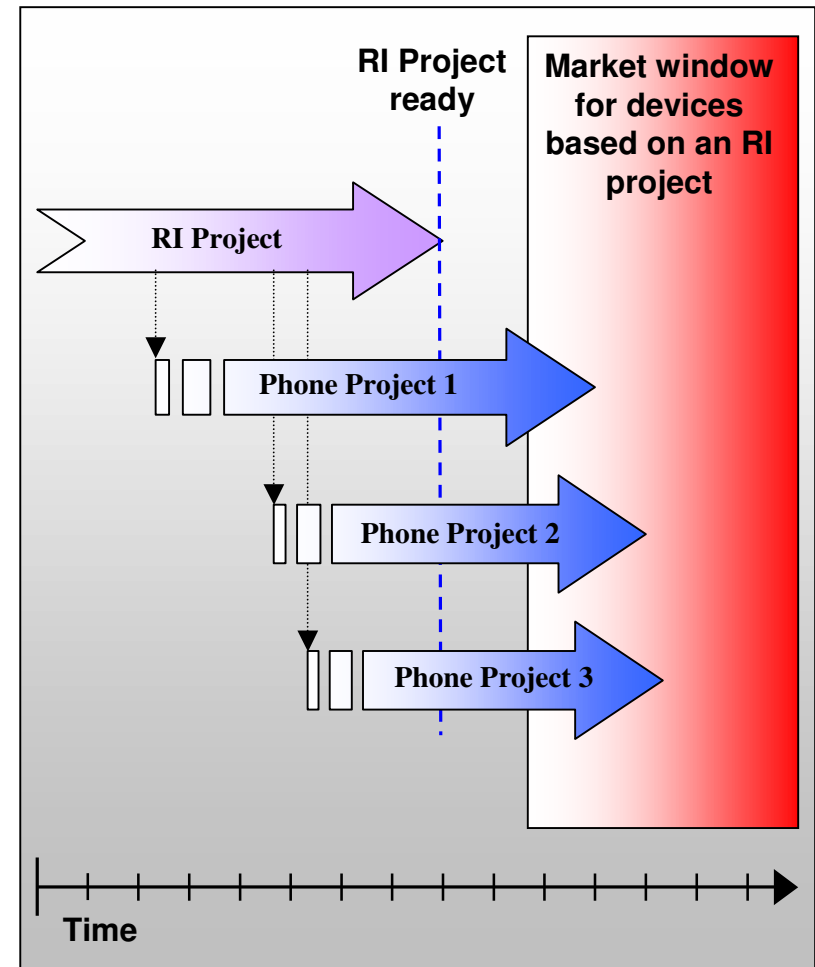 RI Project
ready
Market window
for devices
based on an RI
project
RI Project
Phone Project 1
Phone Project 2
Phone Project 3
Time